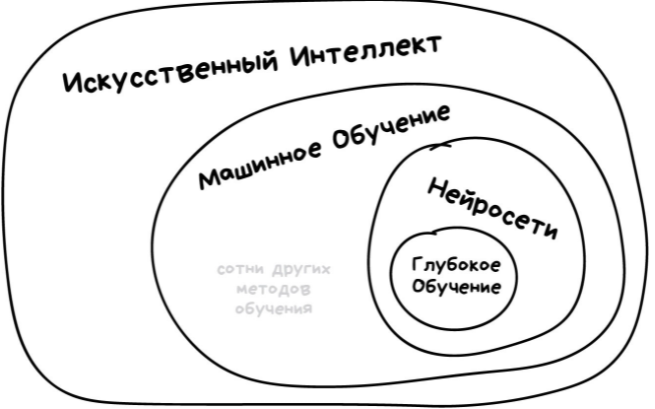 Искусственный Интеллект
Машинное Обучение
Нейросети
Глубокое
Обучение
сотни других
методов
обучения